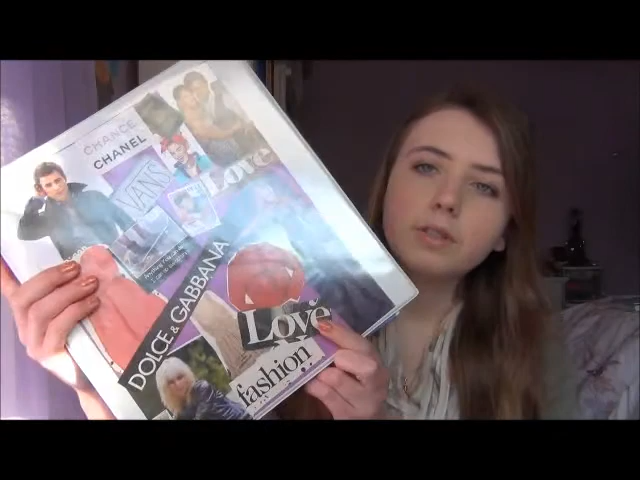 CHANCE
CHANEL
VANS
Love
DOLCE & GABBANA
Love
fashion